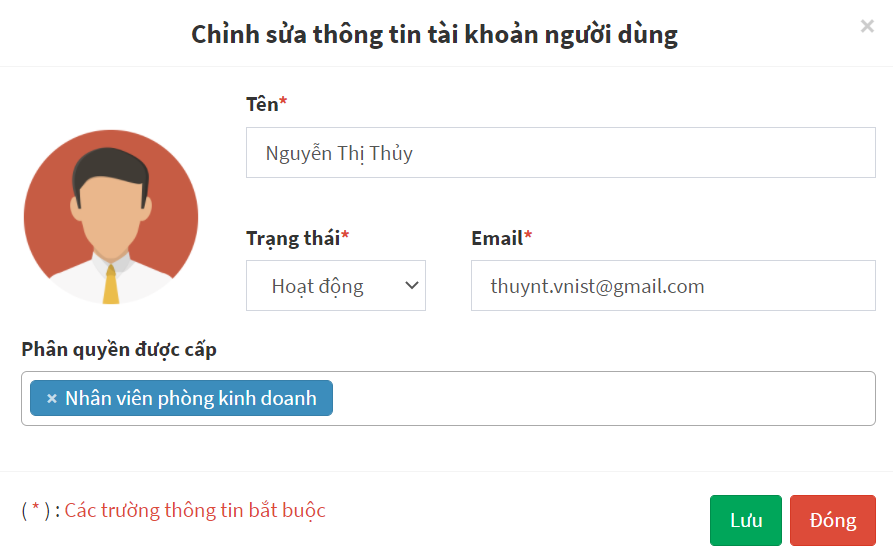 Chỉnh sửa thông tin tài khoản người dùng
×
Tên*
Nguyễn Thị Thủy
Trạng thái*
Email*
Hoạt động
thuynt.vnist@gmail.com
Phân quyền được cấp
× Nhân viên phòng kinh doanh
( * ) : Các trường thông tin bắt buộc
Lưu
Đóng